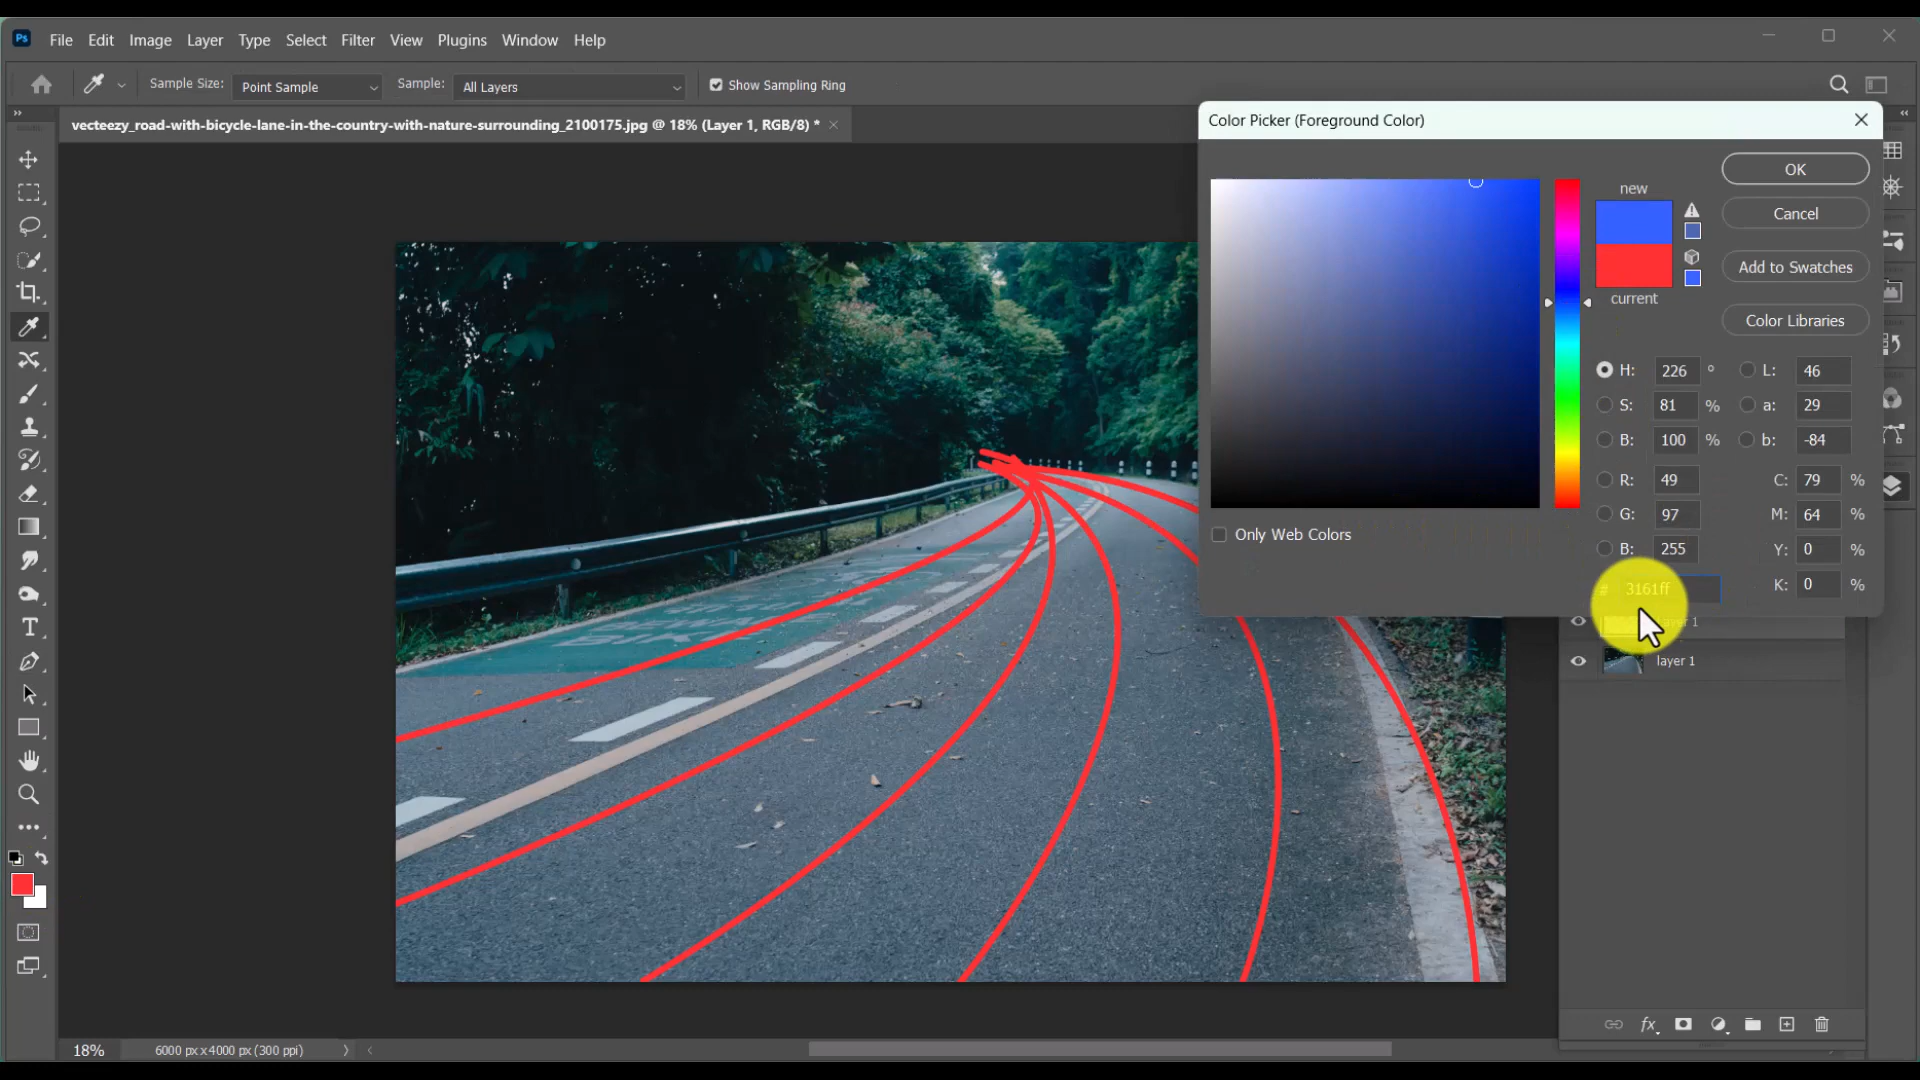 Ps File Edit Image Layer Type Select Filter View Plugins Window Help
Sample Size: Point Sample Sample: All Layers Show Sampling Ring
vecteezy_road-with-bicycle-lane-in-the-country-with-nature-surrounding_2100175.jpg @ 18% (Layer 1, RGB/8) *
Color Picker (Foreground Color)
new
current
OK
Cancel
Add to Swatches
Color Libraries
H: 226 ° L: 46
S: 81 % a: 29
B: 100 % b: -84
R: 49 C: 79 %
G: 97 M: 64 %
B: 255 Y: 0 %
# 3161ff K: 0 %
Only Web Colors
layer 1
18% 6000 px x 4000 px (300 ppi)